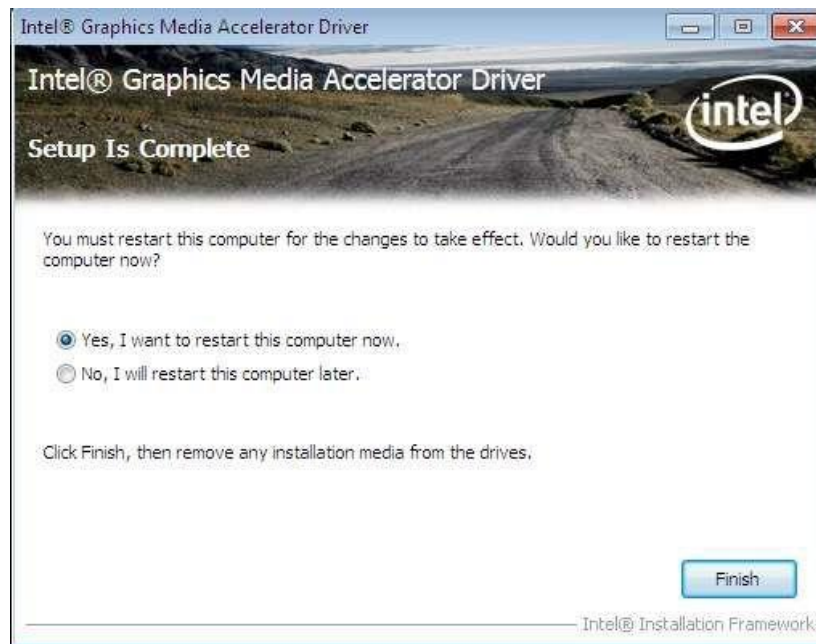 Intel® Graphics Media Accelerator Driver
Intel® Graphics Media Accelerator Driver
intel
Setup Is Complete
You must restart this computer for the changes to take effect. Would you like to restart the
computer now?
Yes, I want to restart this computer now.
No, I will restart this computer later.
Click Finish, then remove any installation media from the drives.
Finish
Intel® Installation Framework